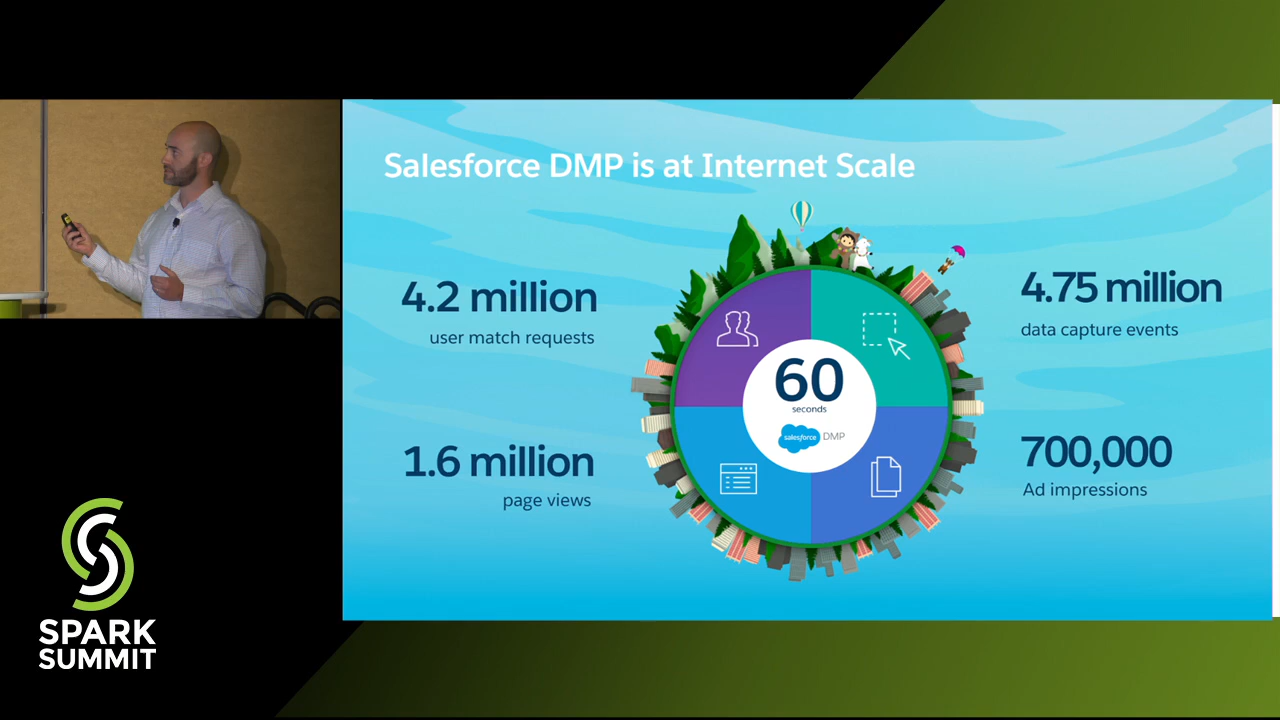 Salesforce DMP is at Internet Scale
4.2 million
user match requests
4.75 million
data capture events
60
seconds
salesforce DMP
1.6 million
page views
700,000
Ad impressions
SPARK
SUMMIT